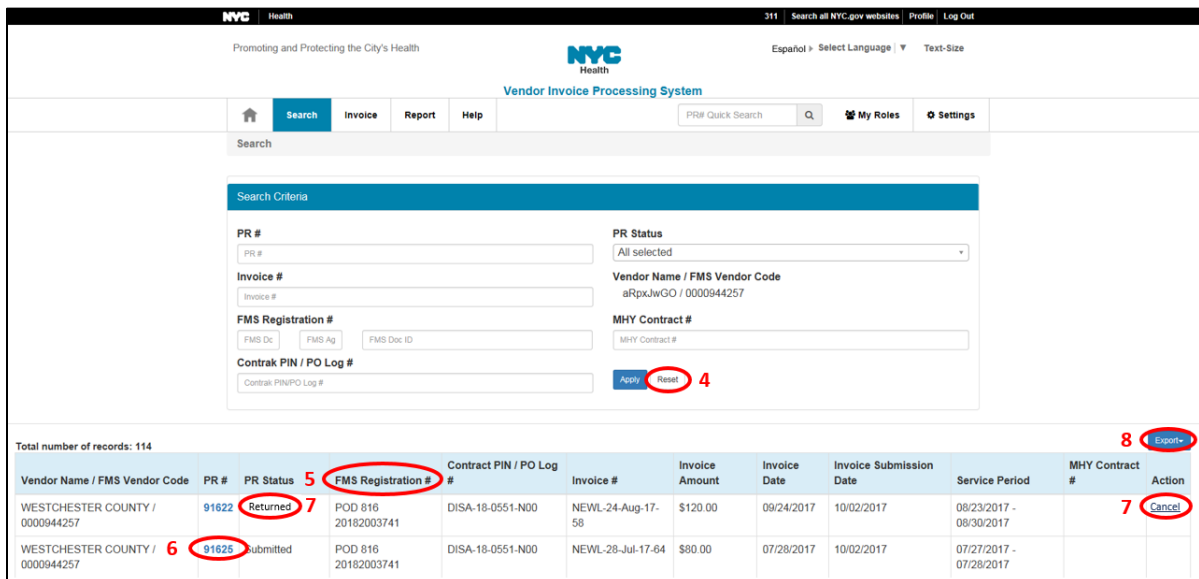 NYC Health 311 Search all NYC.gov websites Profile Log Out
Promoting and Protecting the City's Health
NYC
Health
Español Select Language ▼ Text-Size
Vendor Invoice Processing System
Search Invoice Report Help PR# Quick Search My Roles Settings
Search
Search Criteria
PR # PR Status
PR # All selected
Invoice # Vendor Name / FMS Vendor Code
Invoice # aRpxJwGO / 0000944257
FMS Registration # MHY Contract #
FMS Dc FMS Ag FMS Doc ID MHY Contract #
Contrak PIN / PO Log #
Contrak PIN/PO Log # Apply Reset 4
Total number of records: 114 8 Export
Vendor Name / FMS Vendor Code PR # PR Status 5 FMS Registration # Contract PIN / PO Log # Invoice # Invoice Amount Invoice Date Invoice Submission Date Service Period MHY Contract # Action
WESTCHESTER COUNTY / 91622 Returned 7 POD 816 DISA-18-0551-N00 NEWL-24-Aug-17- $120.00 09/24/2017 10/02/2017 08/23/2017 - 7 Cancel
0000944257 20182003741 58 08/30/2017
WESTCHESTER COUNTY / 6 91625 Submitted POD 816 DISA-18-0551-N00 NEWL-28-Jul-17-64 $80.00 07/28/2017 10/02/2017 07/27/2017 -
0000944257 20182003741 07/28/2017